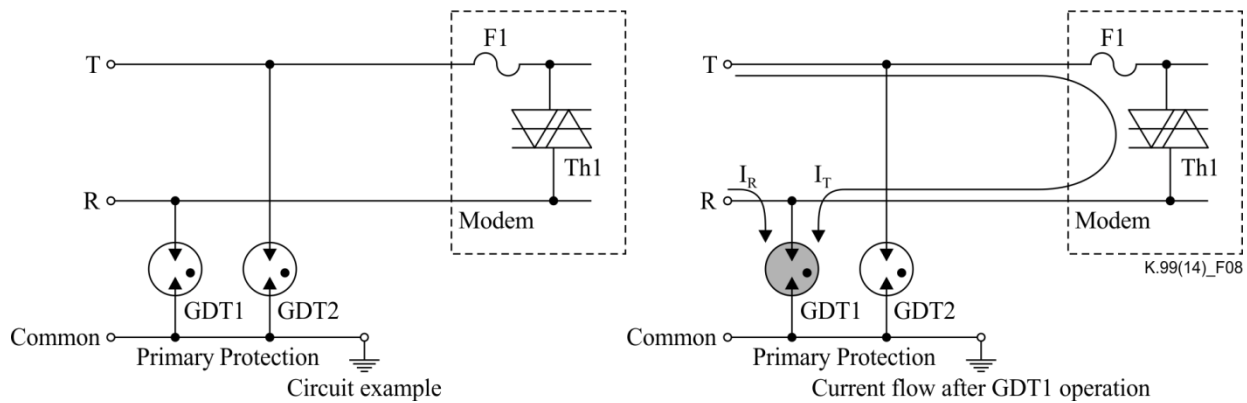 F1
T
Th1
R
Modem
GDT1
GDT2
Common
Primary Protection
Circuit example
F1
T
Th1
I_R
I_T
R
Modem
K.99(14)_F08
GDT1
GDT2
Common
Primary Protection
Current flow after GDT1 operation